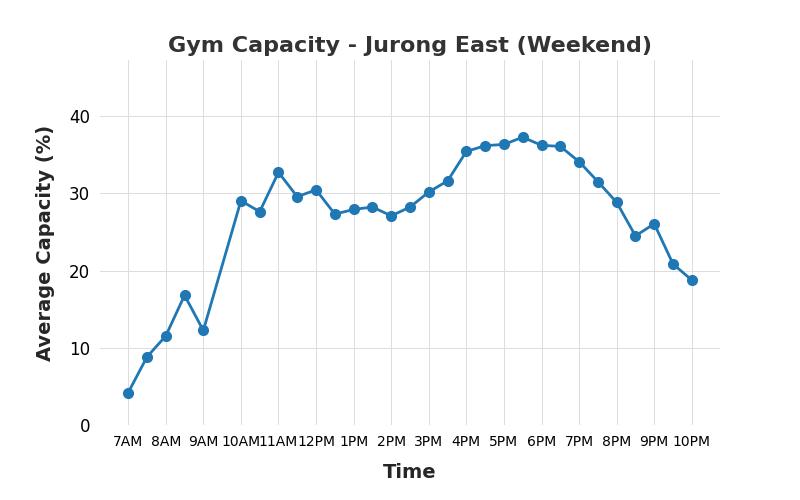 Gym Capacity - Jurong East (Weekend)
Average Capacity (%)
40
30
20
10
0
7AM 8AM 9AM 10AM 11AM 12PM 1PM 2PM 3PM 4PM 5PM 6PM 7PM 8PM 9PM 10PM
Time